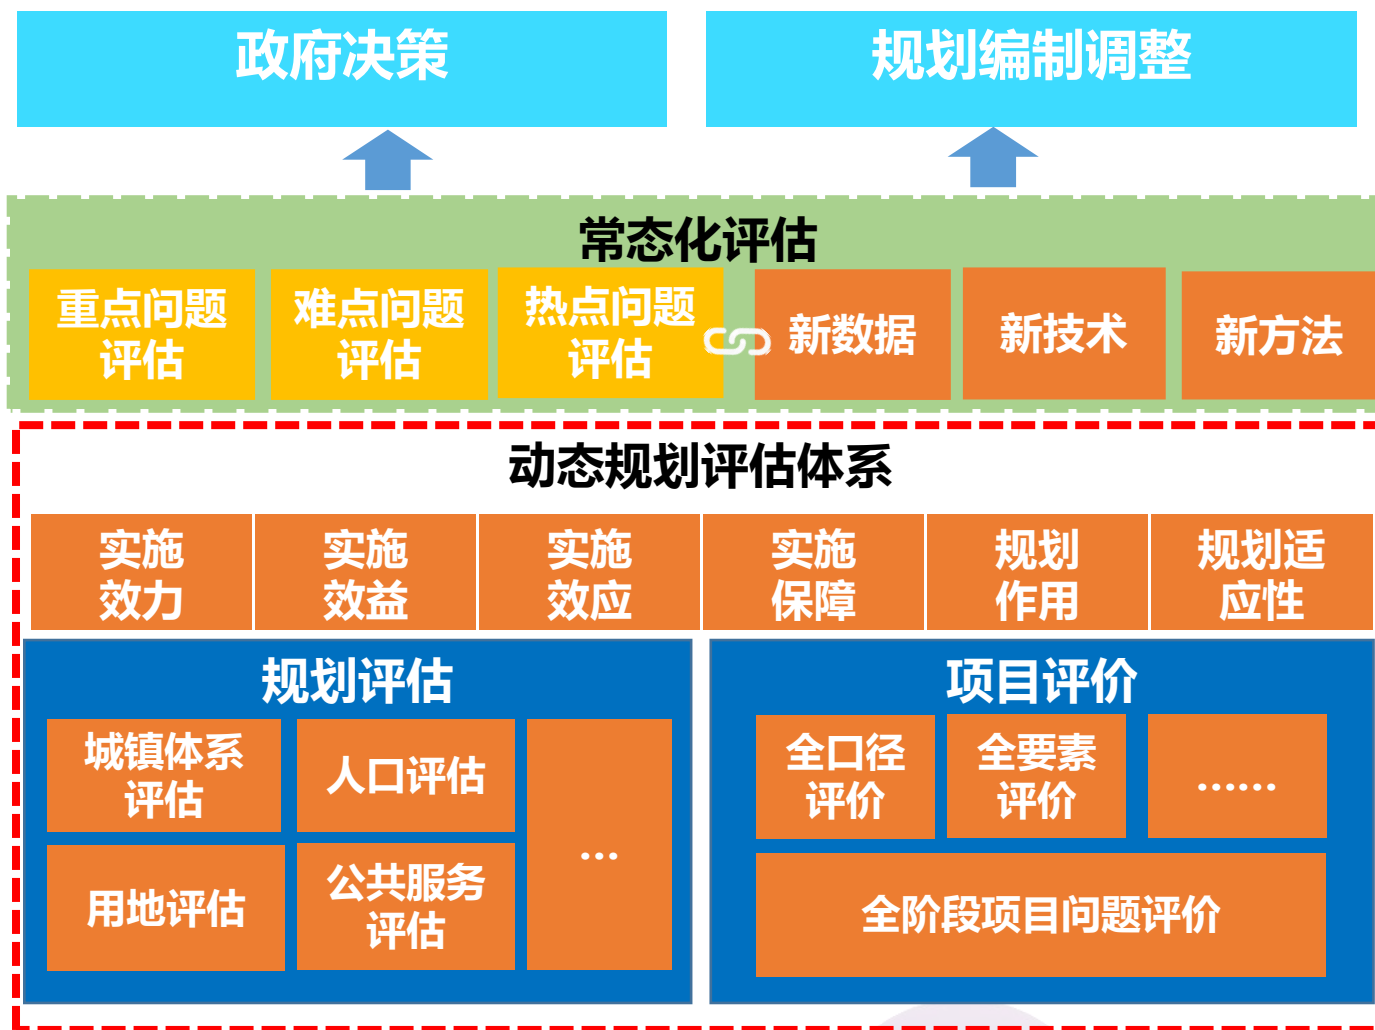 政府决策
规划编制调整
常态化评估
重点问题
评估
难点问题
评估
热点问题
评估
新数据
新技术
新方法
动态规划评估体系
实施
效力
实施
效益
实施
效应
实施
保障
规划
作用
规划适
应性
规划评估
城镇体系
评估
人口评估
...
用地评估
公共服务
评估
项目评价
全口径
评价
全要素
评价
......
全阶段项目问题评价